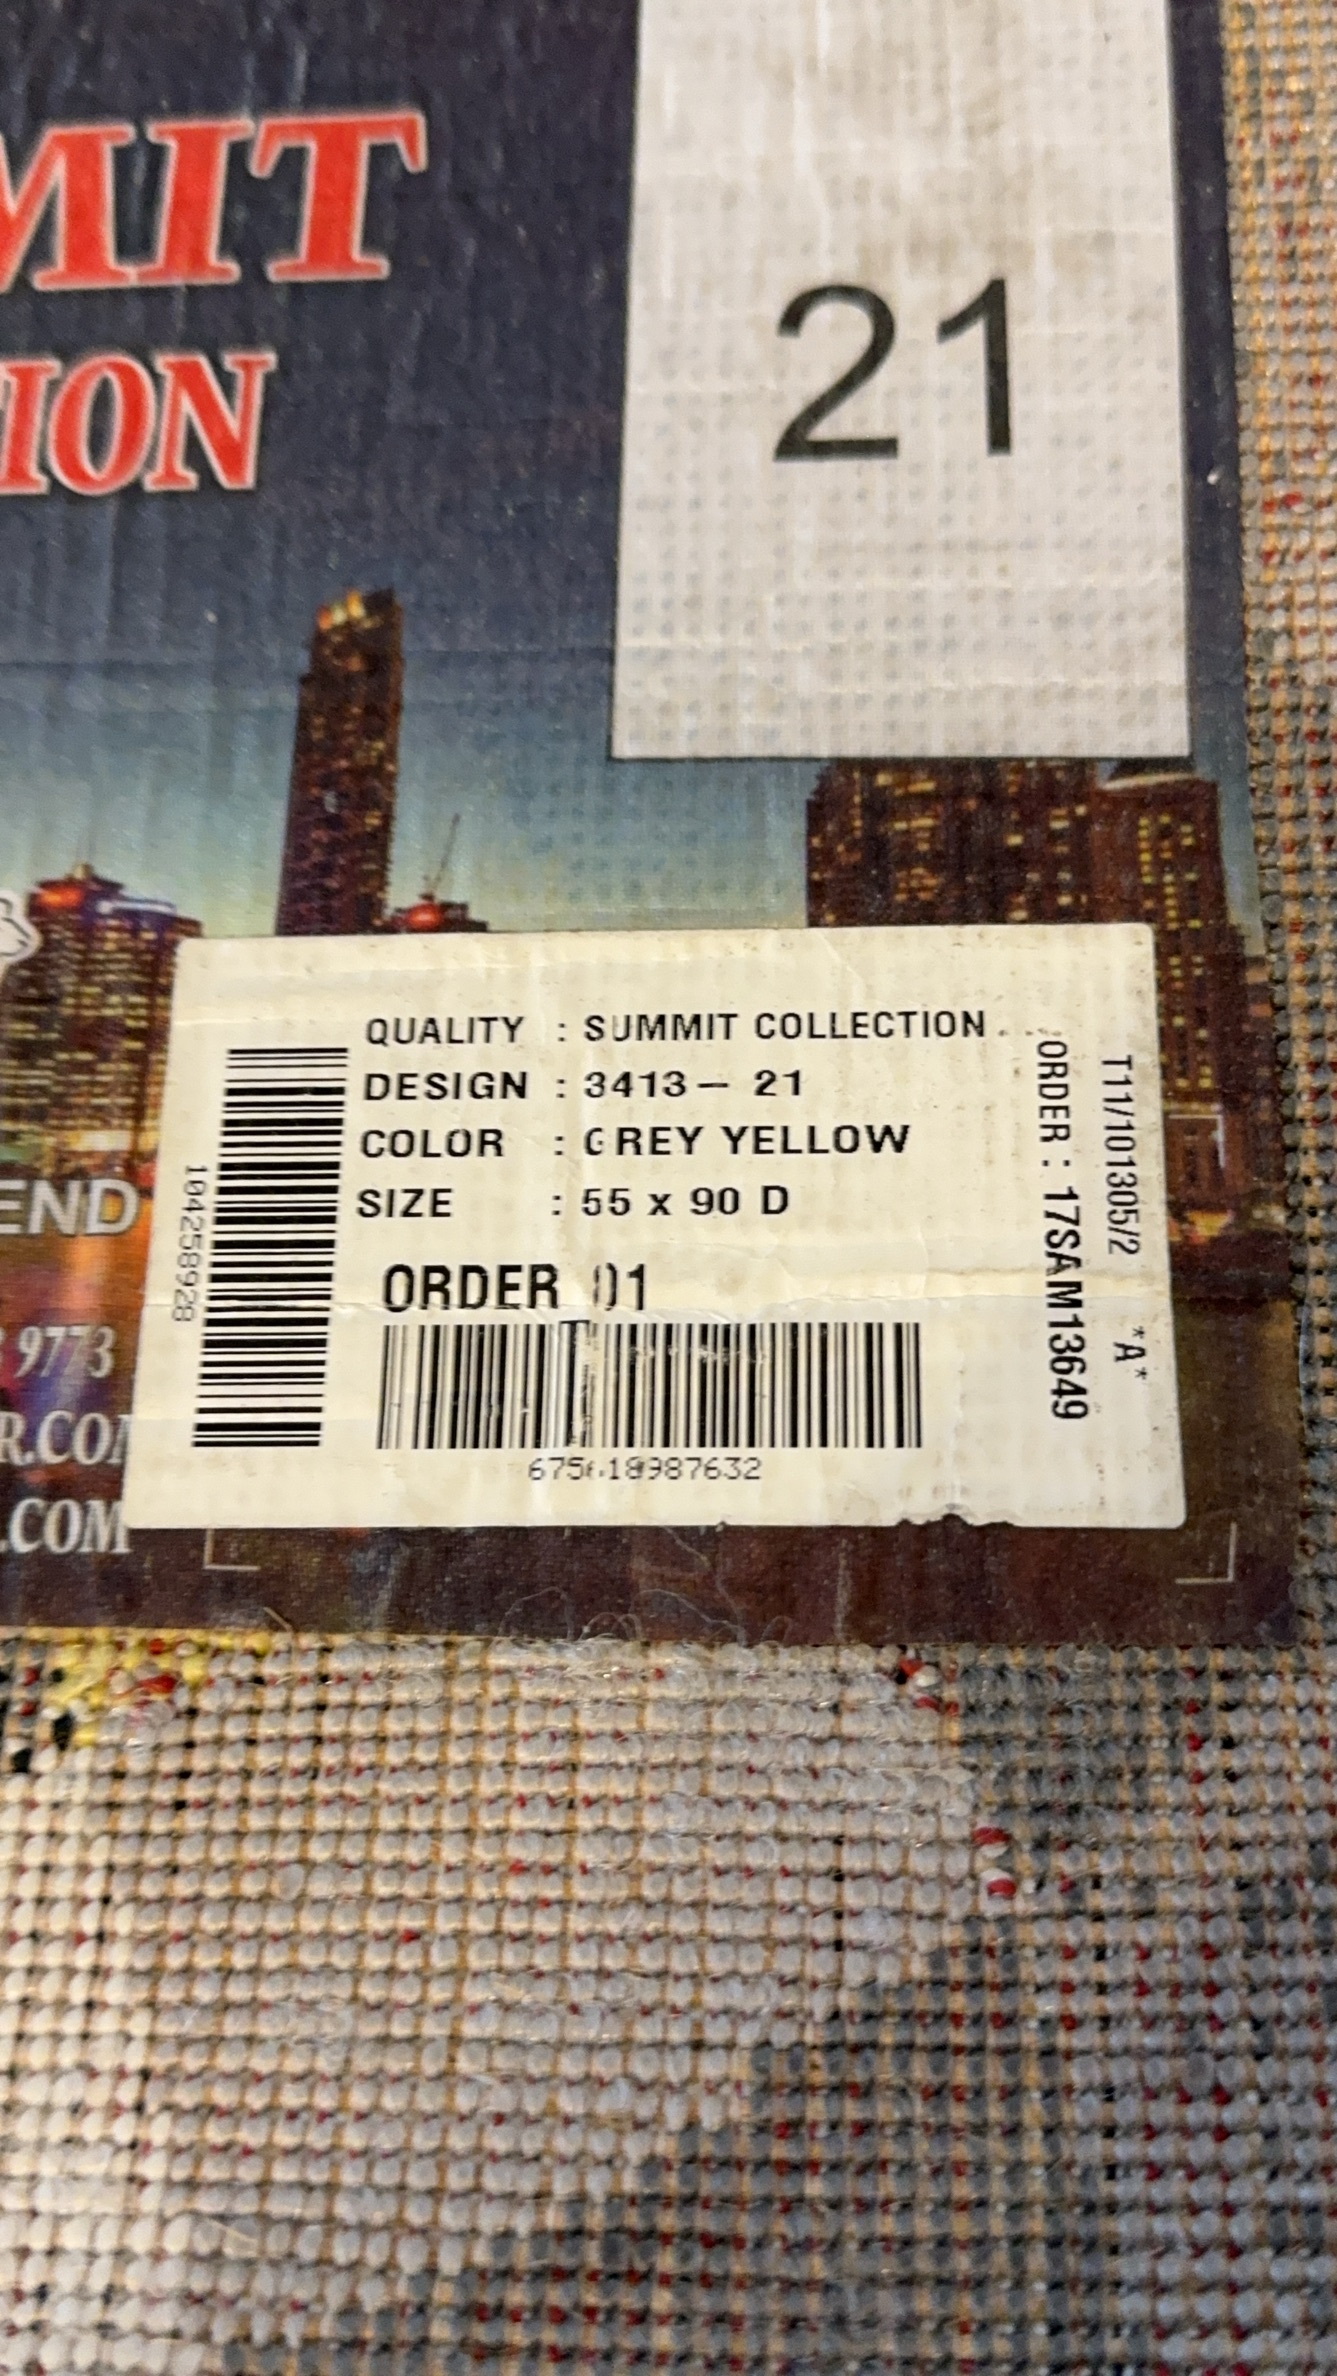 MIT
21
ION
QUALITY : SUMMIT COLLECTION
DESIGN : 3413 - 21
COLOR : GREY YELLOW
SIZE : 55 x 90 D
ORDER 01
104258928
ORDER : 17SAM13649
T11/101305/2 *A*
END
9773
R.COM
.COM